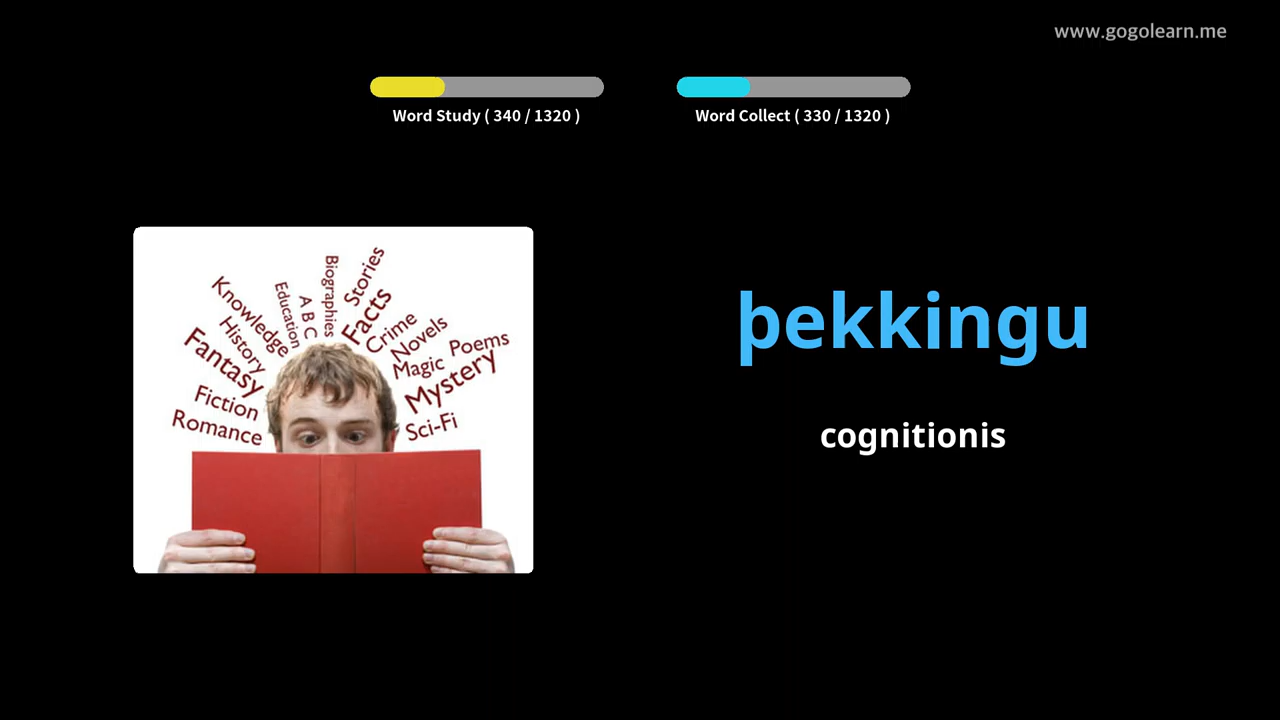 www.gogolearn.me
Word Study ( 340 / 1320 )
Word Collect ( 330 / 1320 )
Knowledge
Education
A B C
Biographies
Stories
Facts
History
Crime
Novels
Poems
Fantasy
Magic
Mystery
Fiction
Romance
Sci-Fi
þekkingu
cognitionis